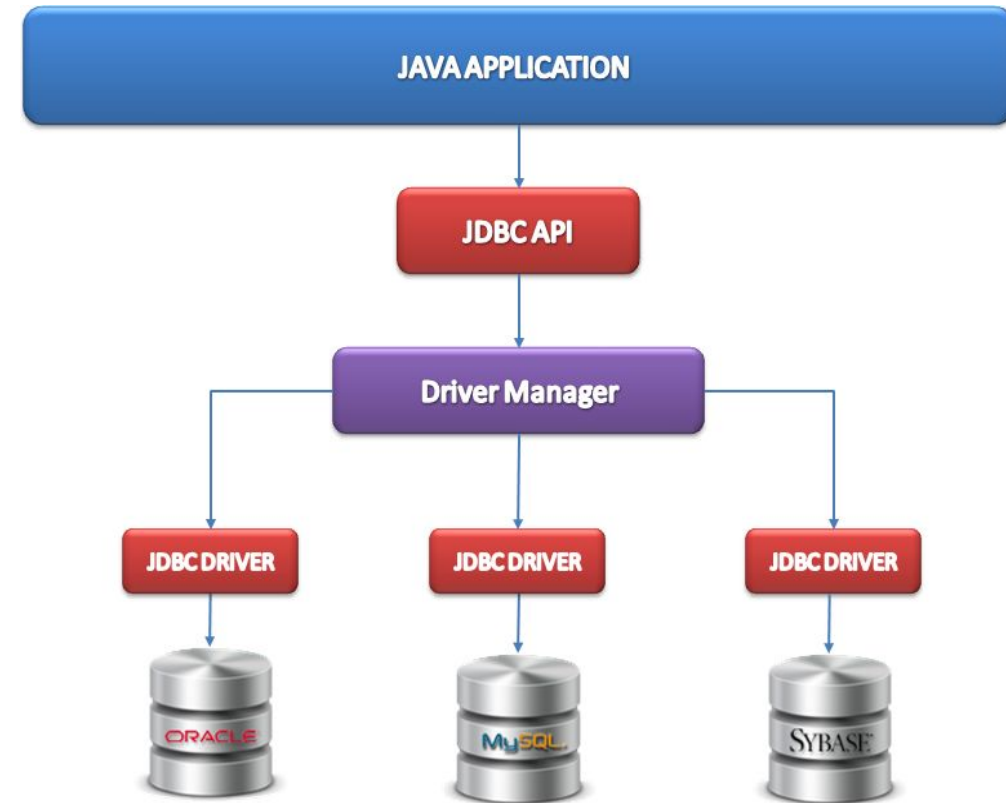 JAVA APPLICATION
JDBC API
Driver Manager
JDBC DRIVER
JDBC DRIVER
JDBC DRIVER
ORACLE
MySQL
SYBASE